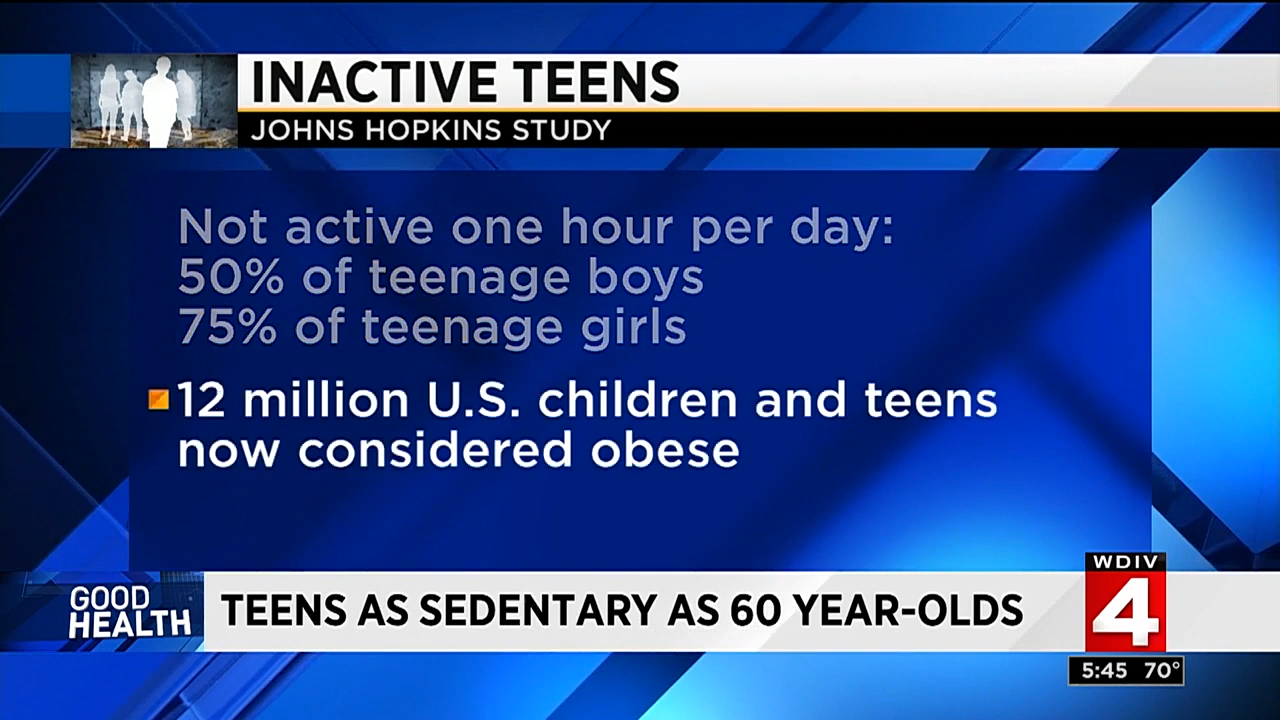 INACTIVE TEENS
JOHNS HOPKINS STUDY
Not active one hour per day:
50% of teenage boys
75% of teenage girls
12 million U.S. children and teens
now considered obese
GOOD
HEALTH
TEENS AS SEDENTARY AS 60 YEAR-OLDS
WDIV
4
5:45 70°